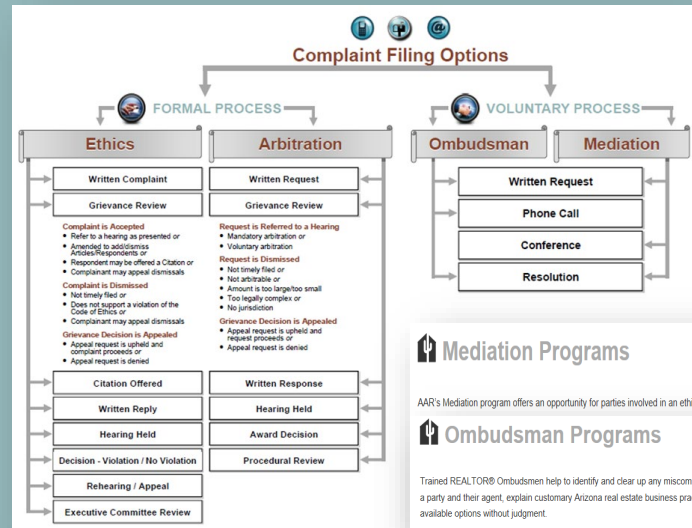 Complaint Filing Options
FORMAL PROCESS
Ethics
Written Complaint
Grievance Review
Complaint is Accepted
• Refer to a hearing as presented or
• Amended to add/dismiss
Articles/Respondents or
• Respondent may be offered a Citation or
• Complainant may appeal dismissals
Complaint is Dismissed
• Not timely filed or
• Does not support a violation of the
Code of Ethics or
• Complainant may appeal dismissals
Grievance Decision is Appealed
• Appeal request is upheld and
complaint proceeds or
• Appeal request is denied
Citation Offered
Written Reply
Hearing Held
Decision - Violation / No Violation
Rehearing / Appeal
Executive Committee Review
Arbitration
Written Request
Grievance Review
Request is Referred to a Hearing
• Mandatory arbitration or
• Voluntary arbitration
Request is Dismissed
• Not timely filed or
• Not arbitrable or
• Amount is too large/too small
• Too legally complex or
• No jurisdiction
Grievance Decision is Appealed
• Appeal request is upheld and
request proceeds or
• Appeal request is denied
Written Response
Hearing Held
Award Decision
Procedural Review
VOLUNTARY PROCESS
Ombudsman
Mediation
Written Request
Phone Call
Conference
Resolution
Mediation Programs
AAR's Mediation program offers an opportunity for parties involved in an
Ombudsman Programs
Trained REALTOR® Ombudsmen help to identify and clear up any
a party and their agent, explain customary Arizona real estate business
available options without judgment.